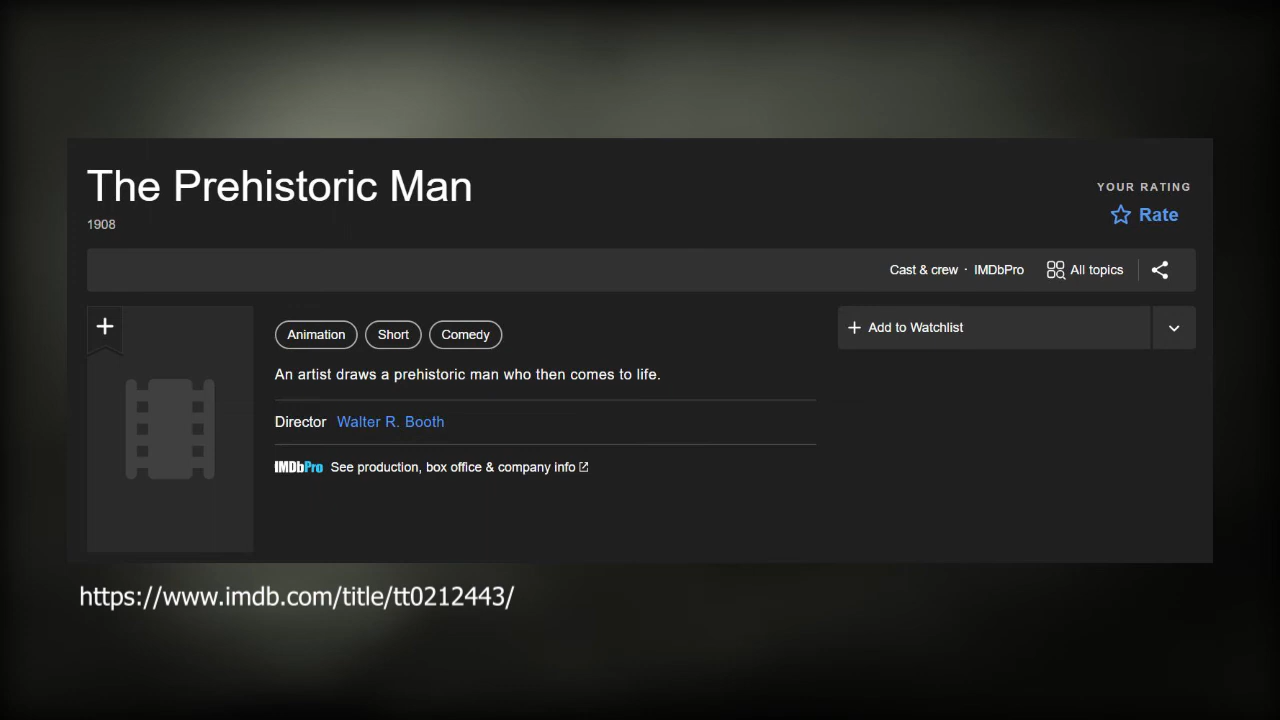 The Prehistoric Man
1908
YOUR RATING
Rate
Cast & crew · IMDbPro All topics
Animation Short Comedy
Add to Watchlist
An artist draws a prehistoric man who then comes to life.
Director Walter R. Booth
IMDbPro See production, box office & company info
https://www.imdb.com/title/tt0212443/